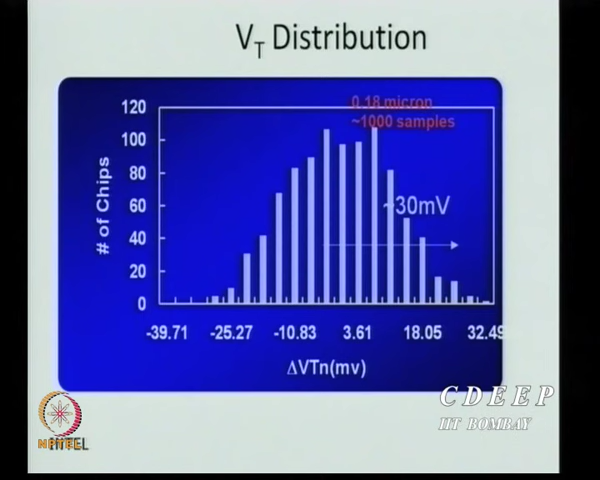 V_T Distribution
0.18 micron
~1000 samples
# of Chips
120
100
80
60
40
20
0
~30mV
-39.71 -25.27 -10.83 3.61 18.05 32.49
ΔVTn(mv)
CDEEP
IIT BOMBAY
NPTEL